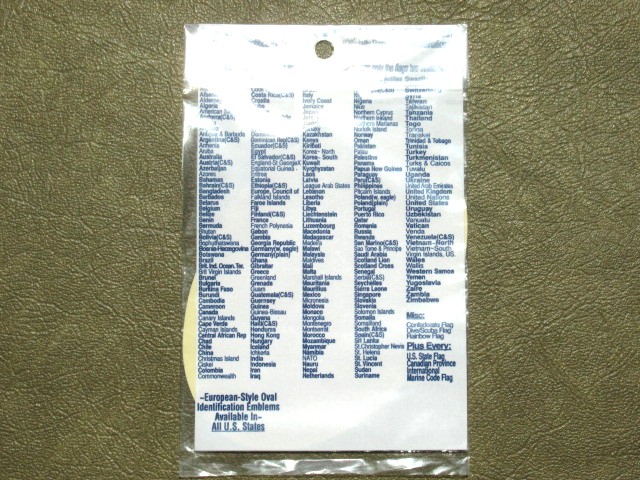 Costa Rica(C&S)
Croatia
Antigua & Barbuda
Argentina(C&S)
Armenia
Aruba
Australia
Austria(C&S)
Azerbaijan
Azores
Bahamas
Bahrain(C&S)
Bangladesh
Barbados
Belarus
Belgium
Belize
Benin
Bermuda
Bhutan
Bolivia(C&S)
Bophuthatswana
Bosnia-Herzegovina
Botswana
Brazil
Brit. Ind. Ocean. Ter.
Brit Virgin Islands
Brunei
Bulgaria
Burkina Faso
Burundi
Cambodia
Cameroon
Canada
Canary Islands
Cape Verde
Cayman Islands
Central African Rep
Chad
Chile
China
Christmas Island
Ciskei
Colombia
Commonwealth
Dominican Rep(C&S)
Ecuador(C&S)
Egypt
El Salvador(C&S)
England-St.GeorgeX
Equatorial Guinea
Eritrea
Estonia
Ethiopia(C&S)
Europe, Council of
Falkland Islands
Faroe Islands
Fiji
Finland(C&S)
France
French Polynesia
Gabon
Gambia
Georgia Republic
Germany(w, eagle)
Germany(plain)
Ghana
Gibraltar
Greece
Greenland
Grenada
Guam
Guatemala(C&S)
Guernsey
Guinea
Guinea-Bissau
Guyana
Haiti(C&S)
Honduras
Hong Kong
Hungary
Iceland
Ichkeria
India
Indonesia
Iran
Iraq
Italy
Ivory Coast
Jamaica
Japan
Kazakhstan
Kenya
Kiribati
Korea- North
Korea- South
Kuwait
Kyrghyzstan
Laos
Latvia
League Arab States
Lebanon
Lesotho
Liberia
Libya
Liechtenstein
Lithuania
Luxembourg
Macedonia
Madagascar
Madeira
Malawi
Malaysia
Maldives
Mali
Malta
Marshall Islands
Mauritania
Mauritius
Mexico
Micronesia
Moldova
Monaco
Mongolia
Montenegro
Montserrat
Morocco
Mozambique
Myanmar
Namibia
NATO
Nauru
Nepal
Netherlands
Nigeria
Niue
Northern Cyprus
Northern Ireland
Northern Marianas
Norfolk Island
Norway
Oman
Pakistan
Palau
Palestine
Panama
Papua New Guinea
Paraguay
Peru(C&S)
Philippines
Pitcairn Islands
Poland(w, eagle)
Poland(plain)
Portugal
Puerto Rico
Qatar
Romania
Russia
Rwanda
San Marino(C&S)
Sao Tome & Principe
Saudi Arabia
Scotland Lion
Scotland Cross
Senegal
Serbia(C&S)
Seychelles
Sierra Leone
Singapore
Slovakia
Slovenia
Solomon Islands
Somalia
Somaliland
South Africa
Spain(C&S)
Sri Lanka
St.Christopher Nevis
St. Helena
St. Lucia
St. Vincent
Sudan
Suriname
Switzerland
Syria
Taiwan
Tajikistan
Tanzania
Thailand
Togo
Tonga
Transkei
Trinidad & Tobago
Tunisia
Turkey
Turkmenistan
Turks & Caicos
Tuvalu
Uganda
Ukraine
United Arab Emirates
United Kingdom
United Nations
United States
Uruguay
Uzbekistan
Vanuatu
Vatican
Venda
Venezuela(C&S)
Vietnam-North
Vietnam-South
Virgin Islands, US.
Wales
Wallis
Western Samoa
Yemen
Yugoslavia
Zaire
Zambia
Zimbabwe
Misc:
Confederate Flag
Dive/Scuba Flag
Rainbow Flag
Plus Every:
U.S. State Flag
Canadian Province
International
Marine Code Flag
~European-Style Oval
Identification Emblems
Available In~
All U.S. States